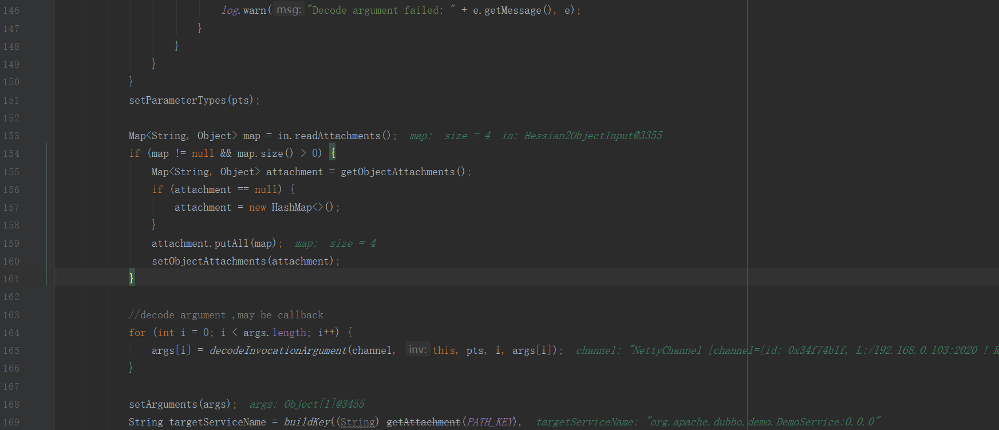 146 log.warn( msg: "Decode argument failed: " + e.getMessage(), e);
147 }
148 }
149 }
150 }
151 setParameterTypes(pts);
152
153 Map<String, Object> map = in.readAttachments(); map: size = 4 in: Hessian2ObjectInput@3355
154 if (map != null && map.size() > 0) {
155 Map<String, Object> attachment = getObjectAttachments();
156 if (attachment == null) {
157 attachment = new HashMap<>();
158 }
159 attachment.putAll(map); map: size = 4
160 setObjectAttachments(attachment);
161 }
162
163 //decode argument ,may be callback
164 for (int i = 0; i < args.length; i++) {
165 args[i] = decodeInvocationArgument(channel, inv: this, pts, i, args[i]); channel: "NettyChannel [channel=[id: 0x34f74b1f, L:/192.168.0.103:2020 ! R
166 }
167
168 setArguments(args); args: Object[1]@3455
169 String targetServiceName = buildKey((String) getAttachment(PATH_KEY), targetServiceName: "org.apache.dubbo.demo.DemoService:0.0.0"